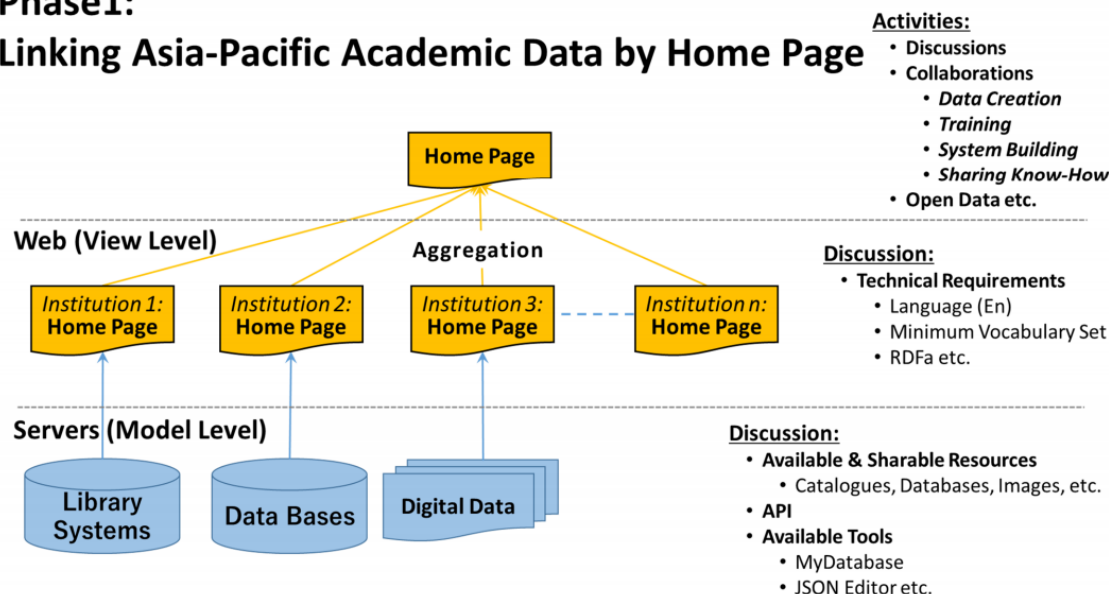 Phase1:
Linking Asia-Pacific Academic Data by Home Page
Activities:
• Discussions
• Collaborations
• Data Creation
• Training
• System Building
• Sharing Know-How
• Open Data etc.
Home Page
Web (View Level)
Aggregation
Institution 1:
Home Page
Institution 2:
Home Page
Institution 3:
Home Page
Institution n:
Home Page
Discussion:
• Technical Requirements
• Language (En)
• Minimum Vocabulary Set
• RDFa etc.
Servers (Model Level)
Library
Systems
Data Bases
Digital Data
Discussion:
• Available & Sharable Resources
• Catalogues, Databases, Images, etc.
• API
• Available Tools
• MyDatabase
• JSON Editor etc.